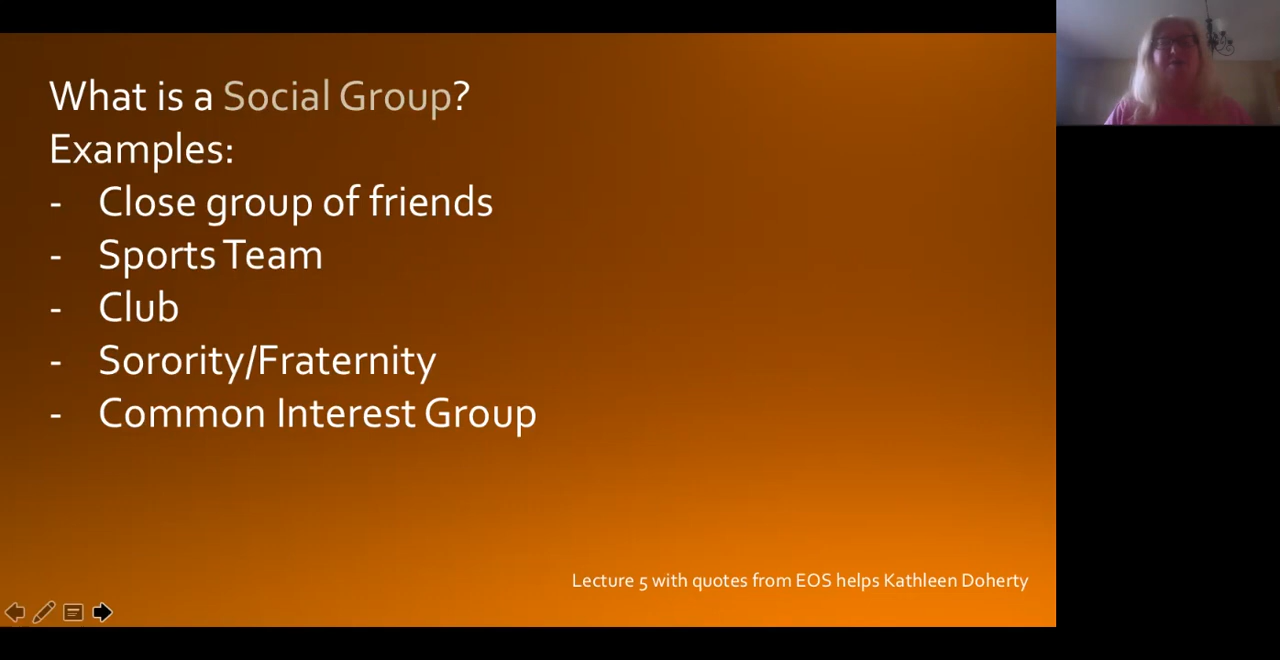 What is a Social Group?
Examples:
- Close group of friends
- Sports Team
- Club
- Sorority/Fraternity
- Common Interest Group
Lecture 5 with quotes from EOS helps Kathleen Doherty